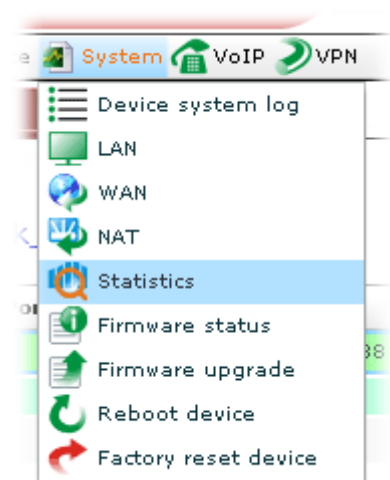 System VoIP VPN
Device system log
LAN
WAN
NAT
Statistics
Firmware status
Firmware upgrade
Reboot device
Factory reset device